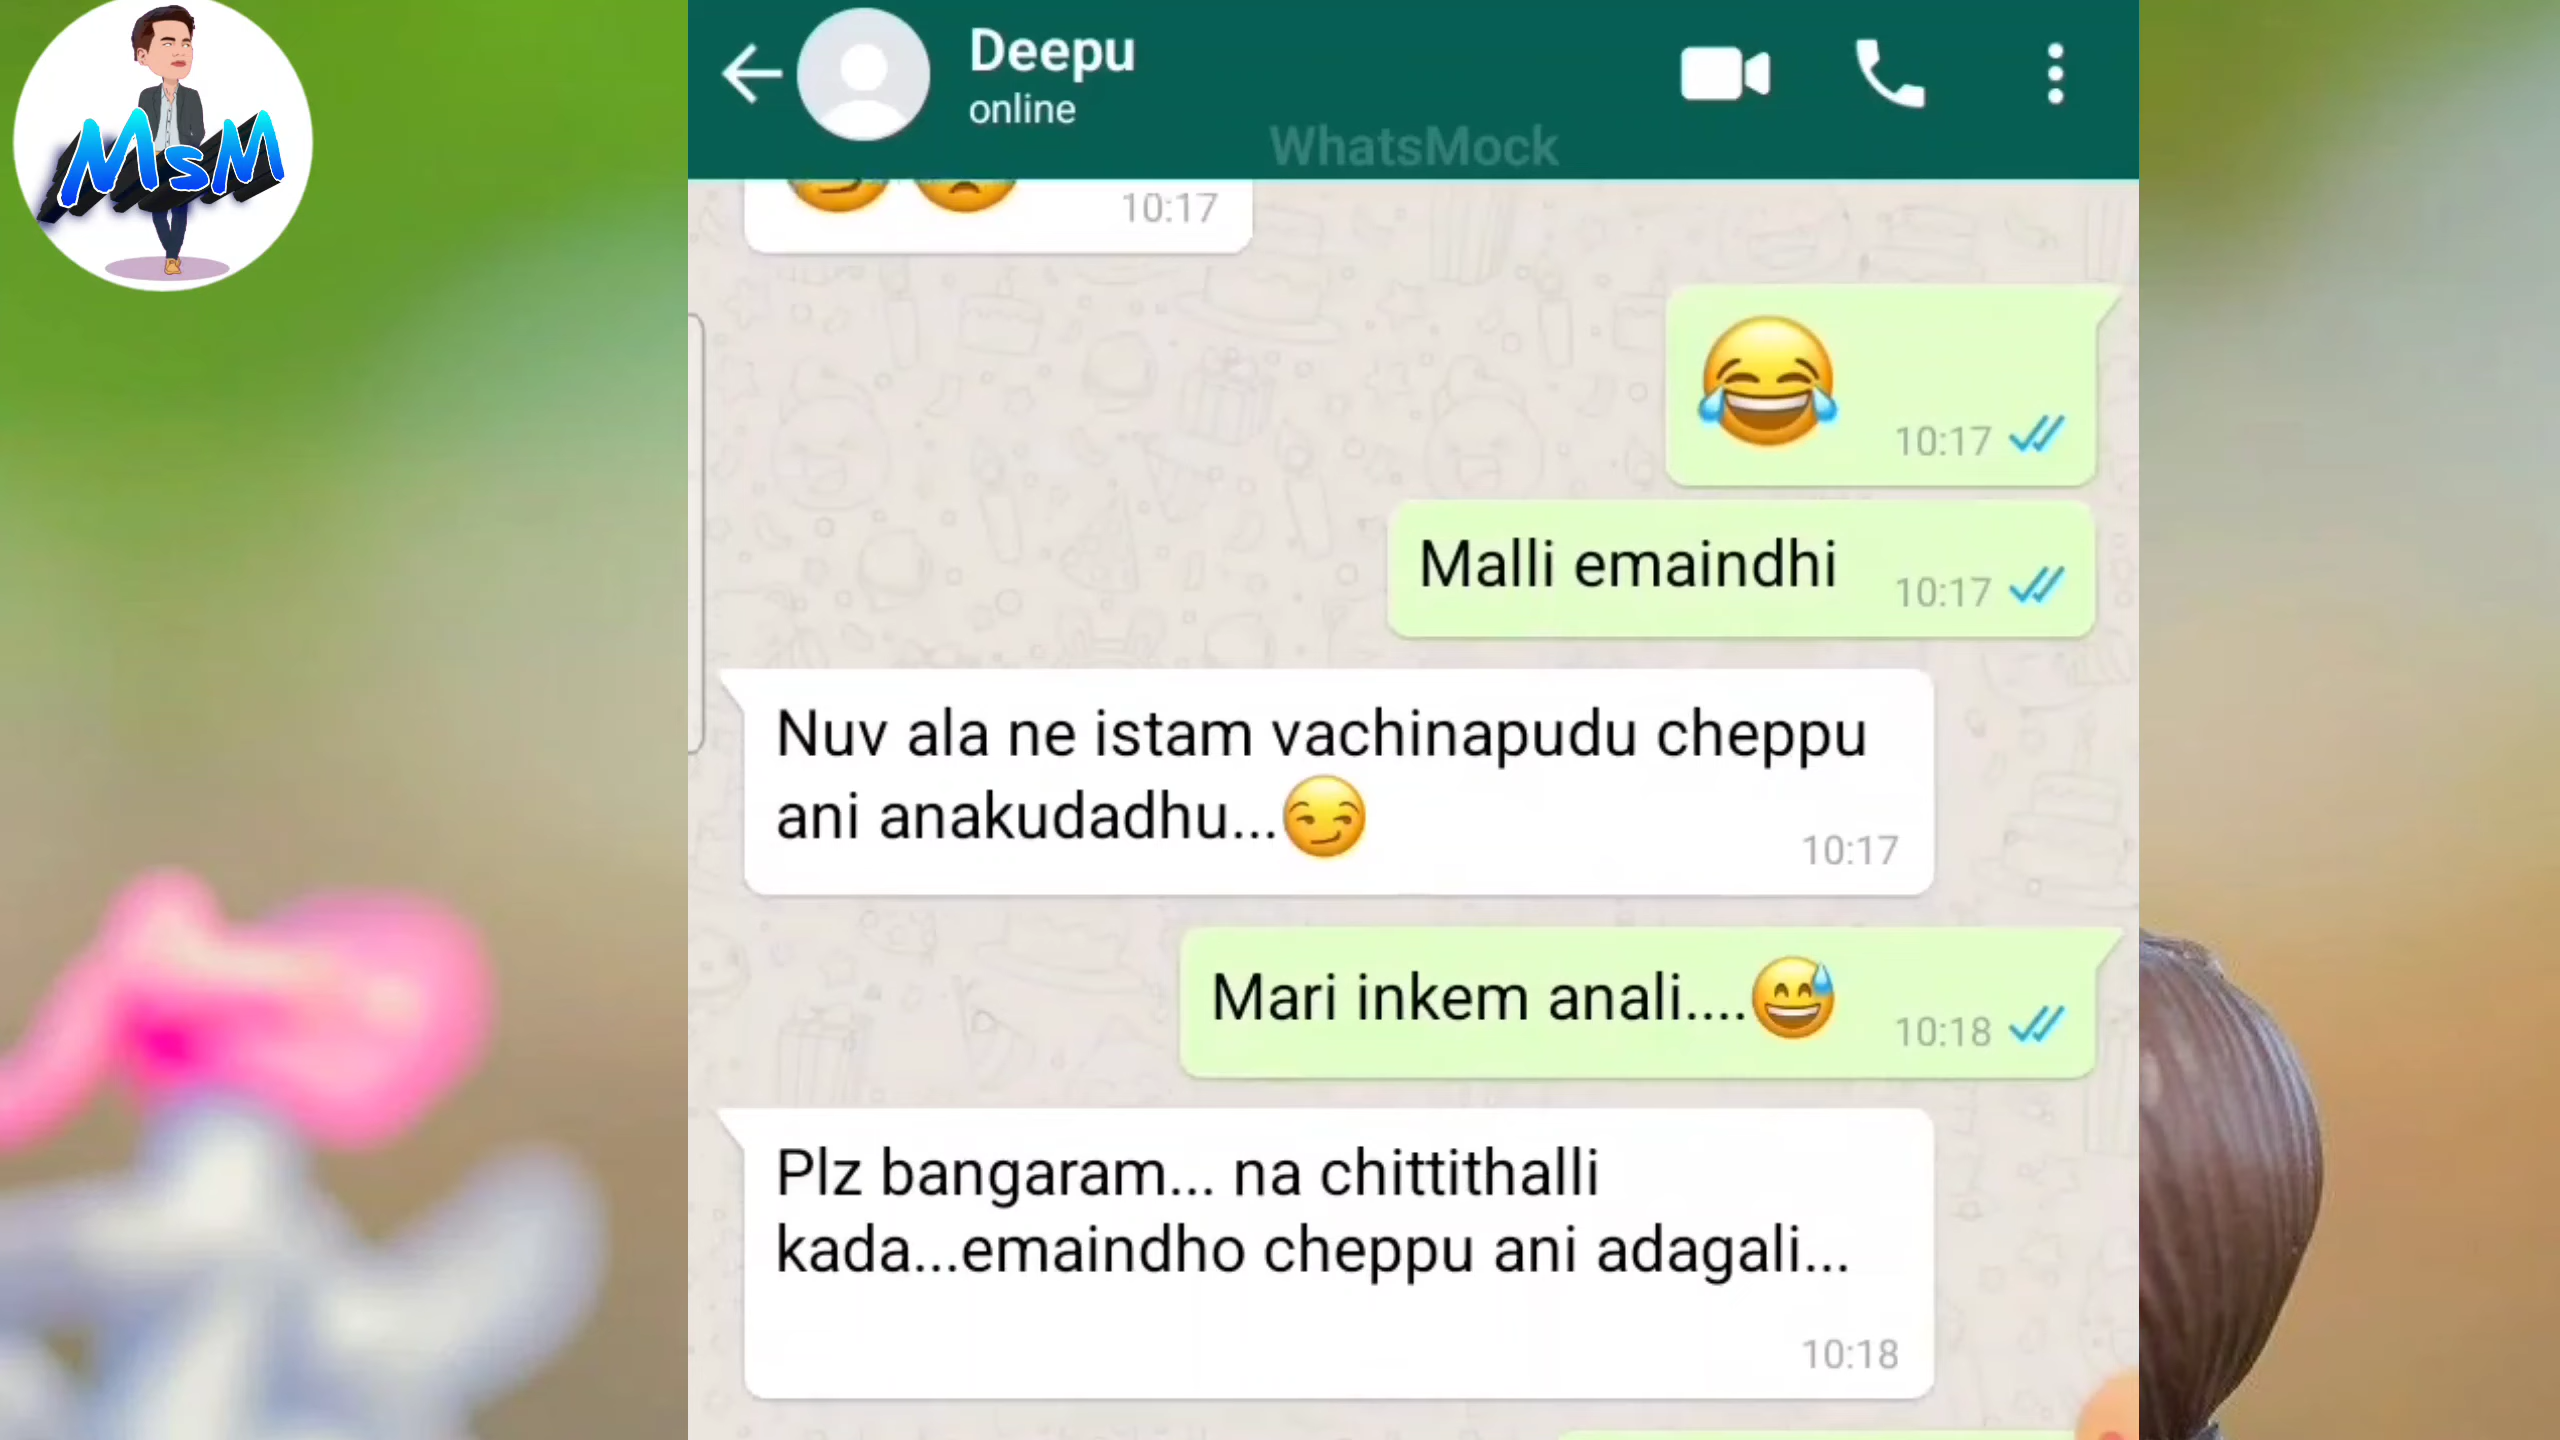 MsM
Deepu
online
WhatsMock
10:17
😂 10:17
Malli emaindhi 10:17
Nuv ala ne istam vachinapudu cheppu
ani anakudadhu...😏
10:17
Mari inkem anali....😅 10:18
Plz bangaram... na chittithalli
kada...emaindho cheppu ani adagali...
10:18